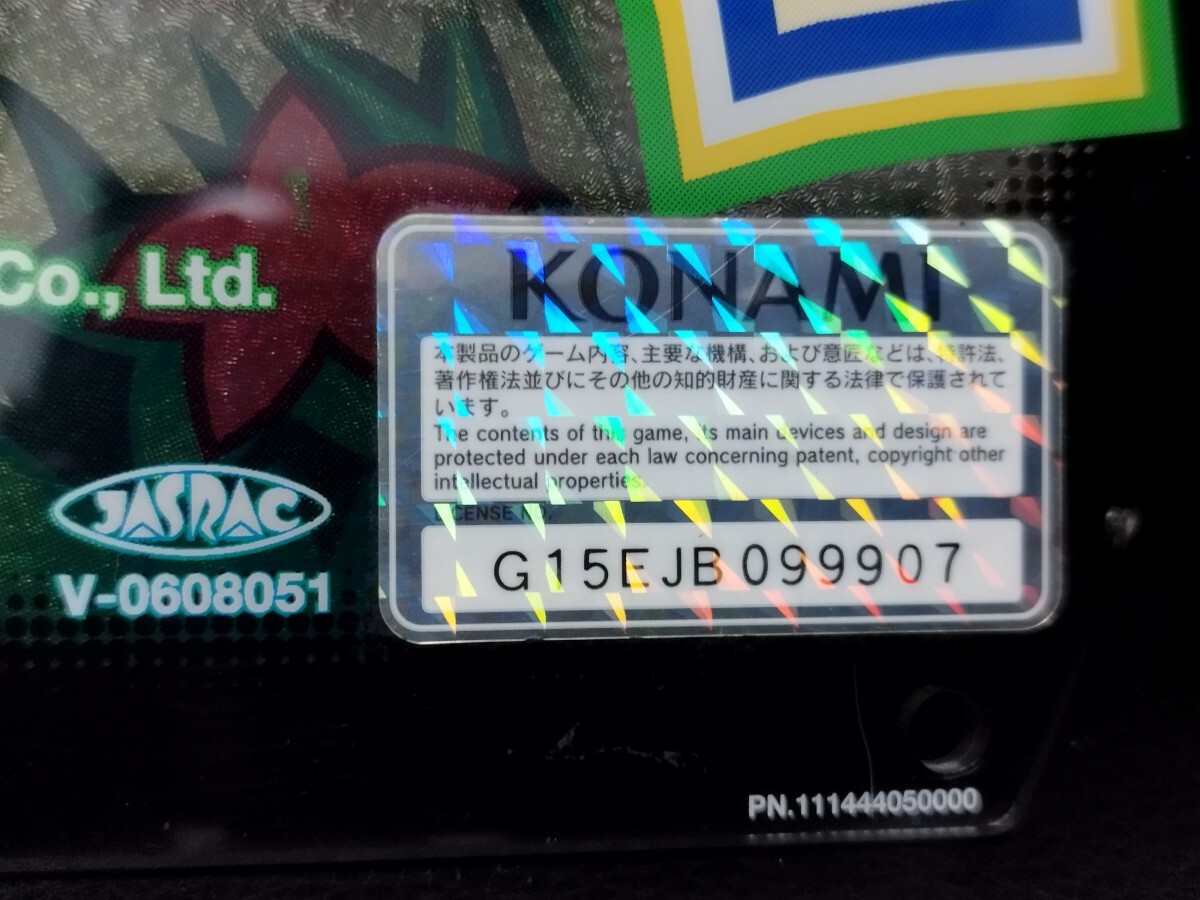 Co., Ltd.
KONAMI
本製品のゲーム内容、主要な機構、および意匠などは、特許法、
著作権法並びにその他の知的財産に関する法律で保護されて
います。
The contents of this game, its main devices and design are
protected under each law concerning patent, copyright other
intellectual properties.
LICENSE NO.
G15EJB099907
JASRAC
V-0608051
PN.111444050000